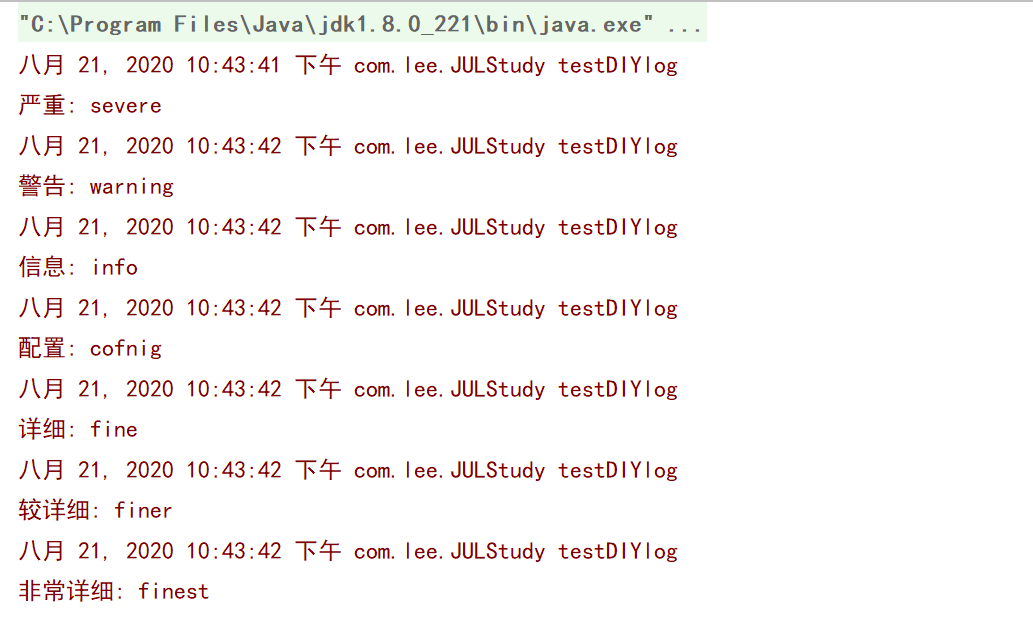 "C:\Program Files\Java\jdk1.8.0_221\bin\java.exe" ...
八月 21, 2020 10:43:41 下午 com.lee.JULStudy testDIYlog
严重: severe
八月 21, 2020 10:43:42 下午 com.lee.JULStudy testDIYlog
警告: warning
八月 21, 2020 10:43:42 下午 com.lee.JULStudy testDIYlog
信息: info
八月 21, 2020 10:43:42 下午 com.lee.JULStudy testDIYlog
配置: cofnig
八月 21, 2020 10:43:42 下午 com.lee.JULStudy testDIYlog
详细: fine
八月 21, 2020 10:43:42 下午 com.lee.JULStudy testDIYlog
较详细: finer
八月 21, 2020 10:43:42 下午 com.lee.JULStudy testDIYlog
非常详细: finest